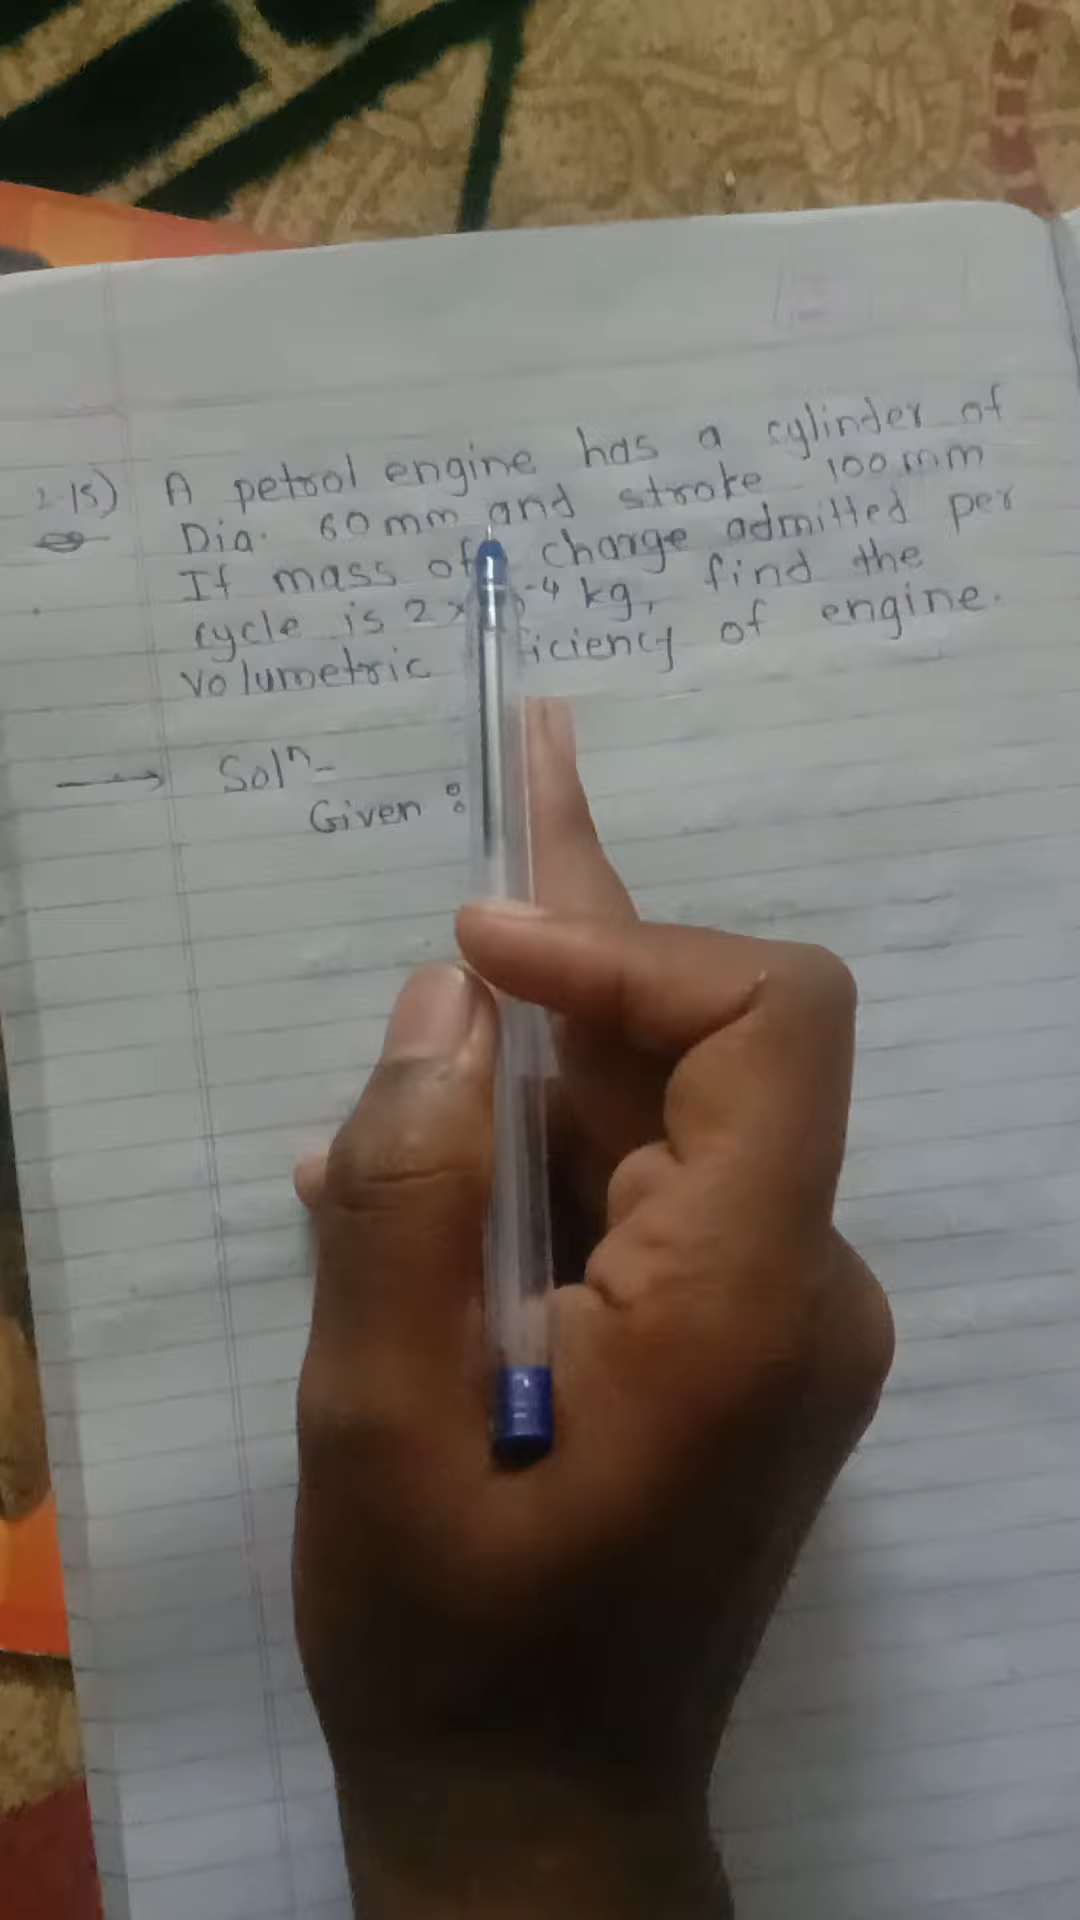 2.15) A petrol engine has a cylinder of
Dia. 60 mm and stroke 100 mm
If mass of charge admitted per
cycle is 2 × -4 kg, find the
volumetric iciency of engine.
→ Solⁿ-
Given :